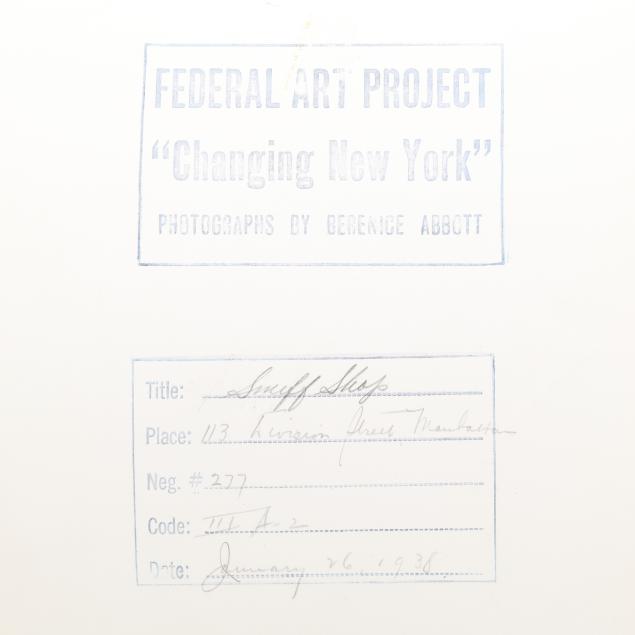 FEDERAL ART PROJECT
“Changing New York”
PHOTOGRAPHS BY BERENICE ABBOTT
Title: Snuff Shop
Place: 113 Division Street, Manhattan
Neg. # 277
Code: III A-2
Date: January 26, 1938.